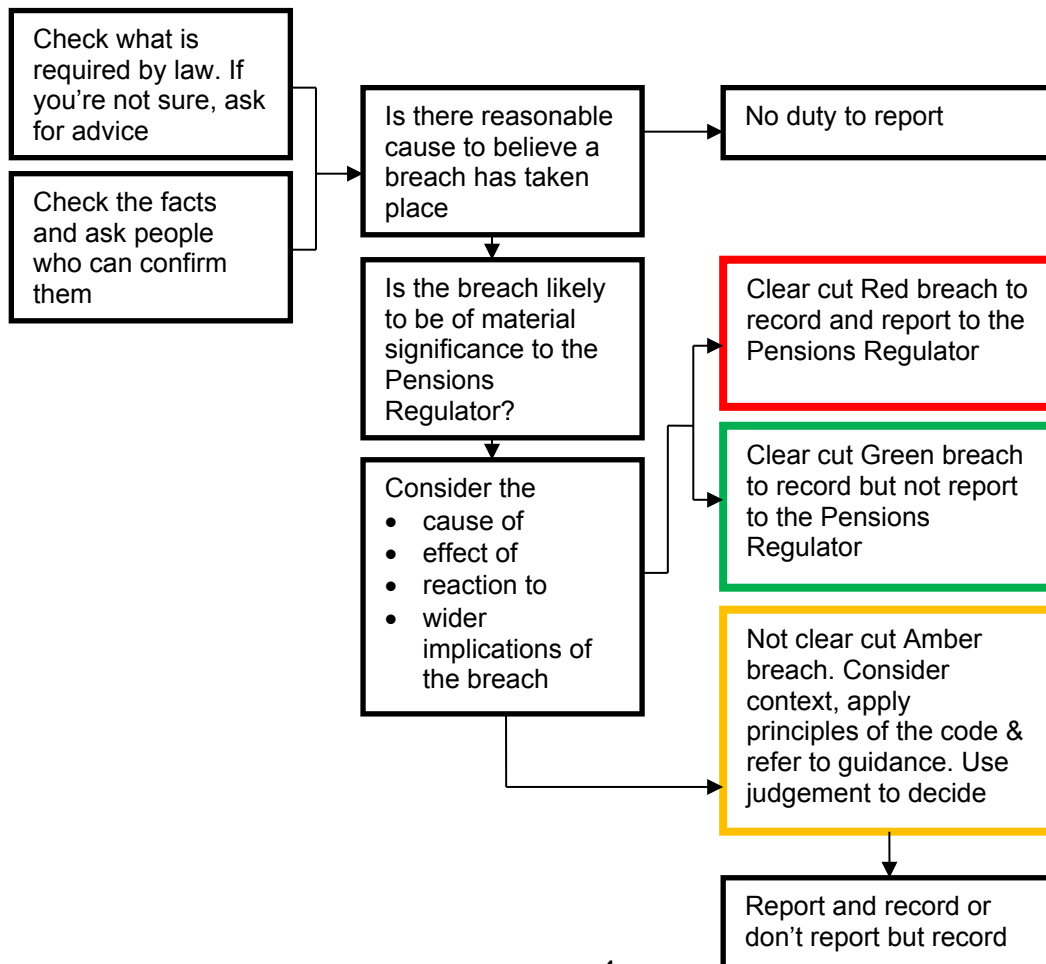 Check what is
required by law. If
you're not sure, ask
for advice
Check the facts
and ask people
who can confirm
them
Is there reasonable
cause to believe a
breach has taken
place
No duty to report
Is the breach likely
to be of material
significance to the
Pensions
Regulator?
Consider the
• cause of
• effect of
• reaction to
• wider
implications of
the breach
Clear cut Red breach to
record and report to the
Pensions Regulator
Clear cut Green breach
to record but not report
to the Pensions
Regulator
Not clear cut Amber
breach. Consider
context, apply
principles of the code &
refer to guidance. Use
judgement to decide
Report and record or
don’t report but record